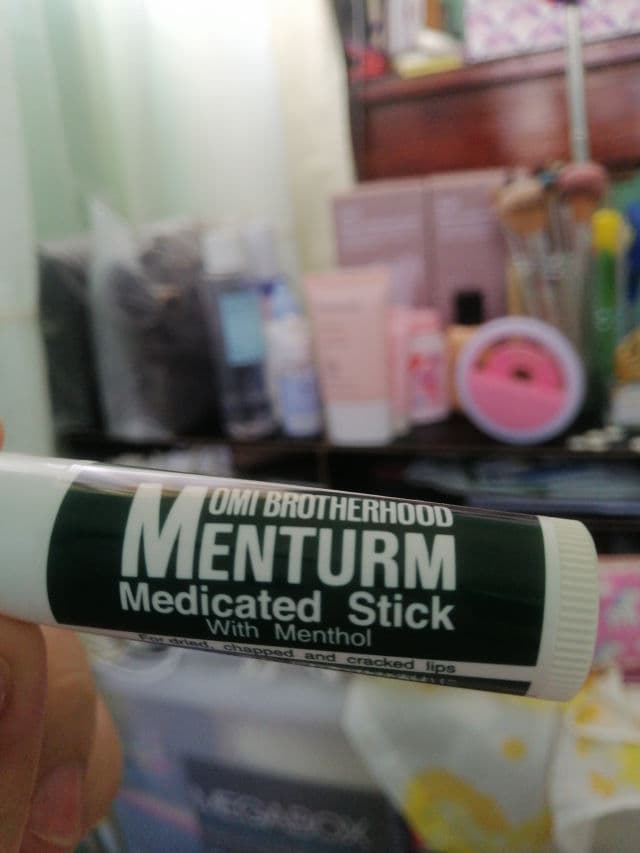 OMI BROTHERHOOD
MENTURM
Medicated Stick
With Menthol
For dried, chapped and cracked lips
MEGABOX